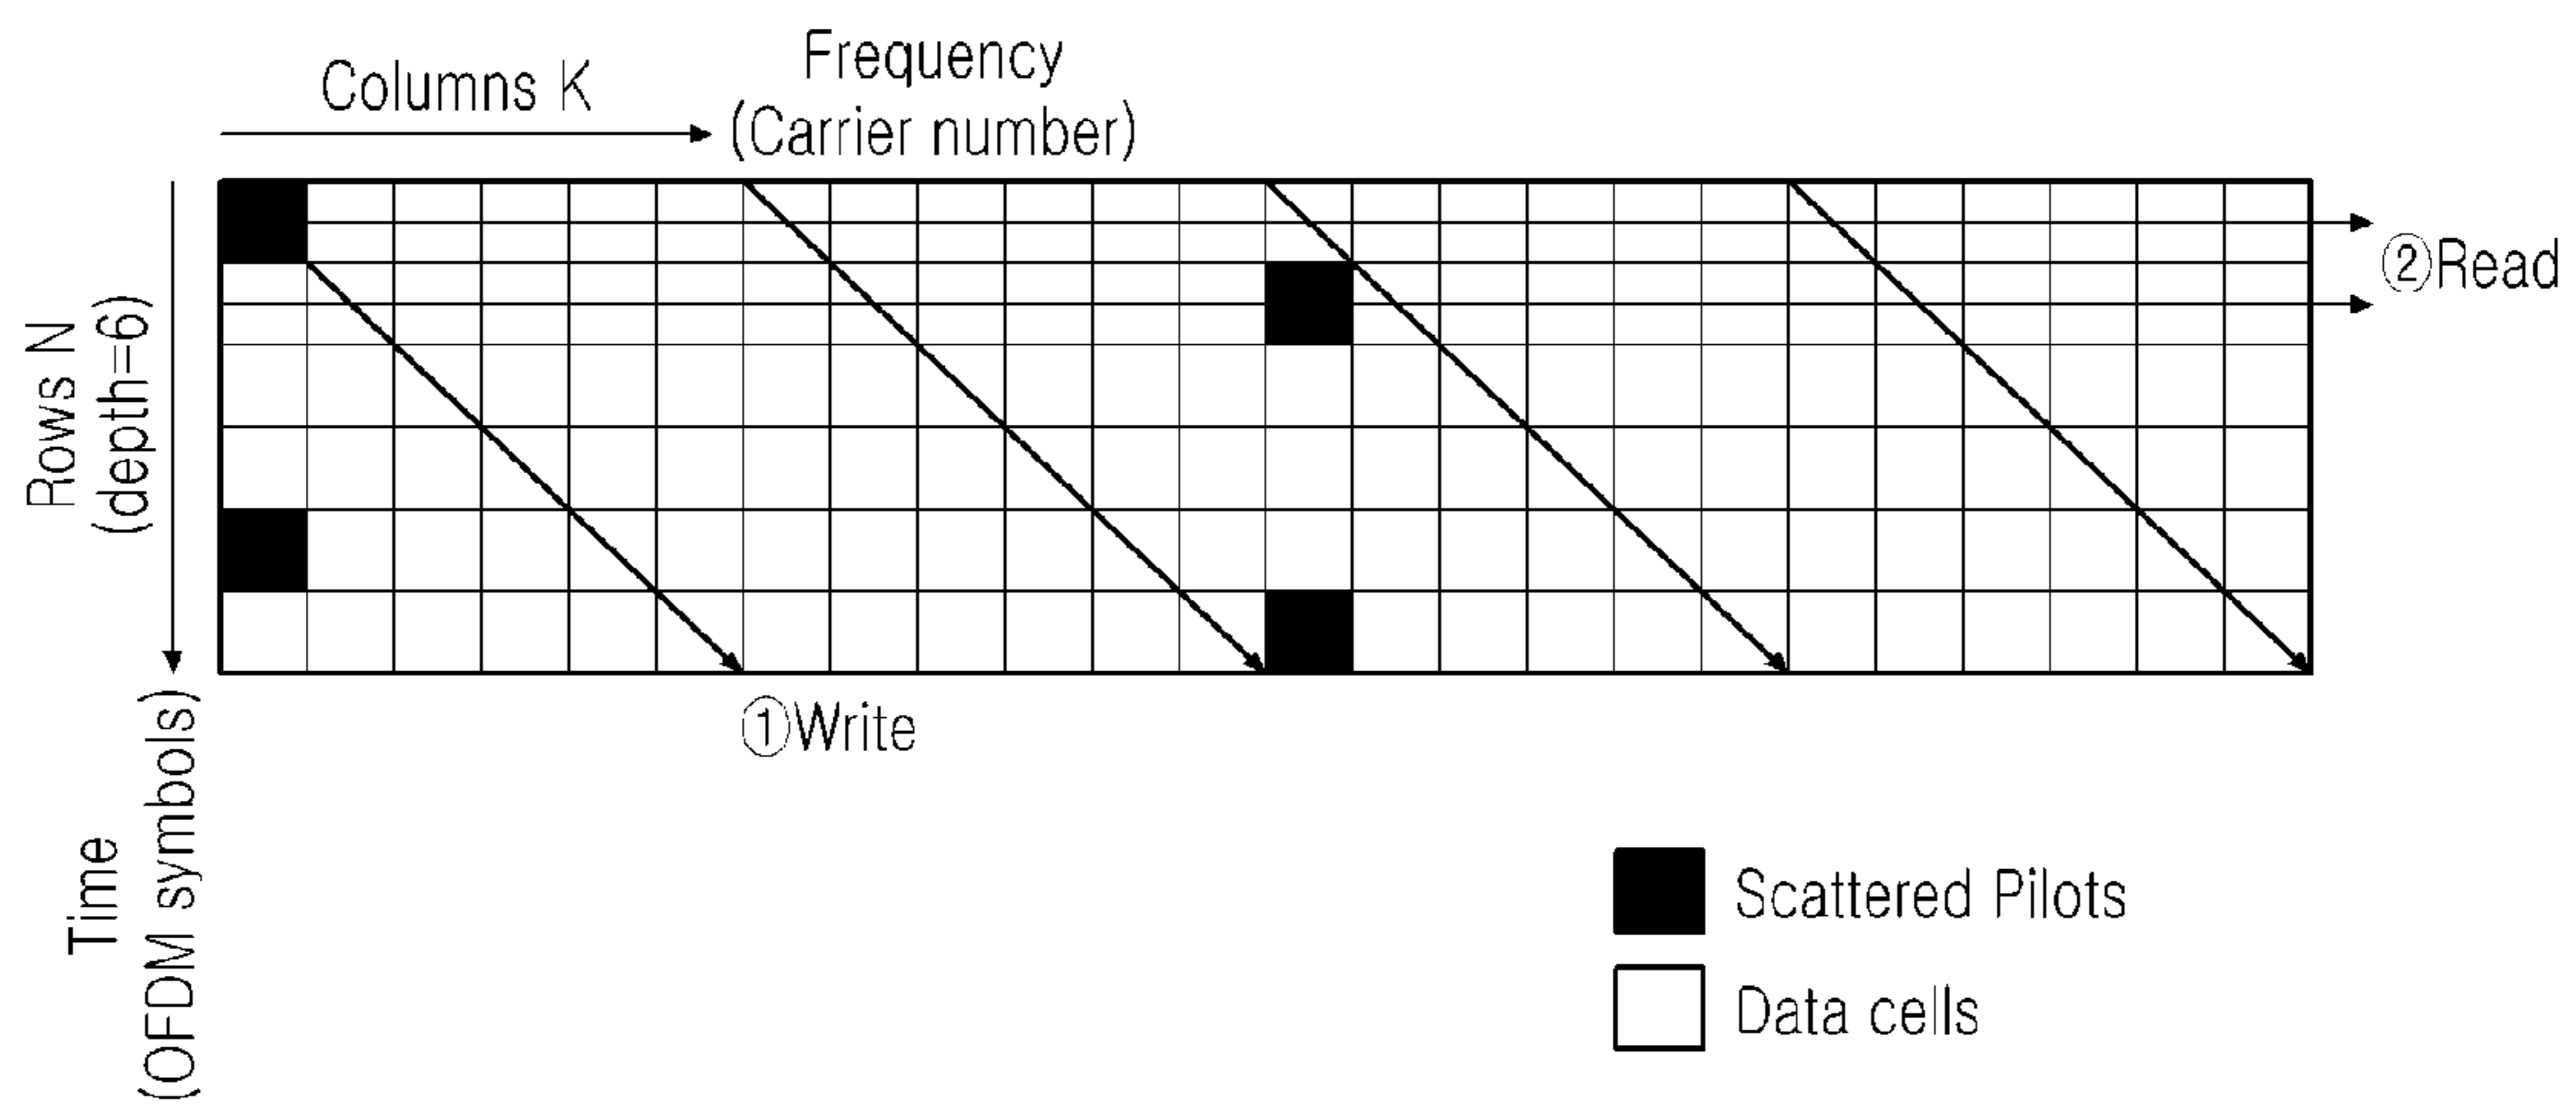 Frequency
Columns K
(Carrier number)
②Read
Rows N
(depth=6)
①Write
Time
(OFDM symbols)
Scattered Pilots
Data cells